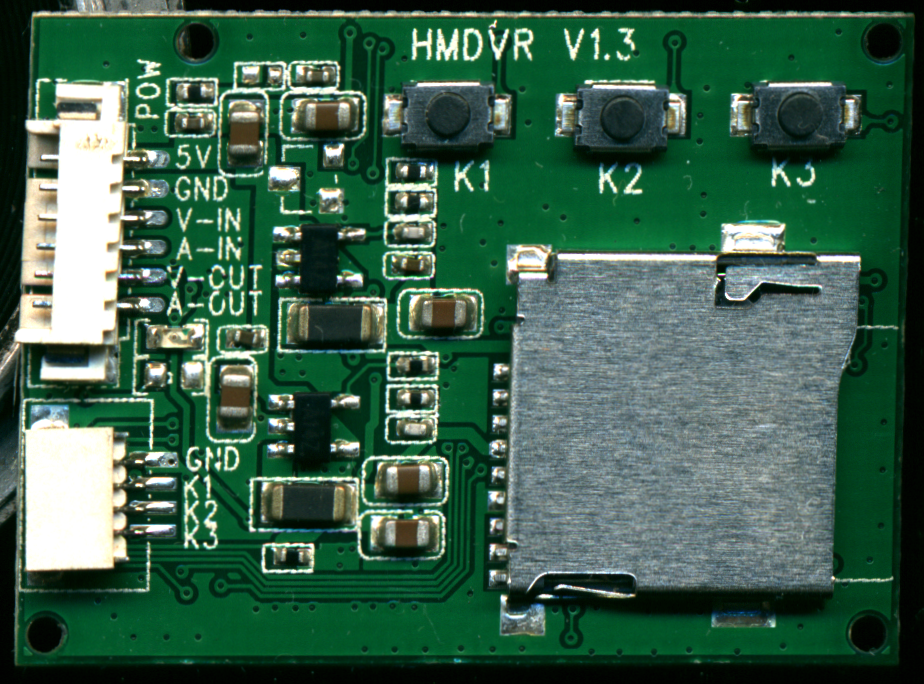 HMDVR V1.3
POW
5V
GND
V-IN
A-IN
V-OUT
A-OUT
K1
K2
K3
GND
K1
K2
K3